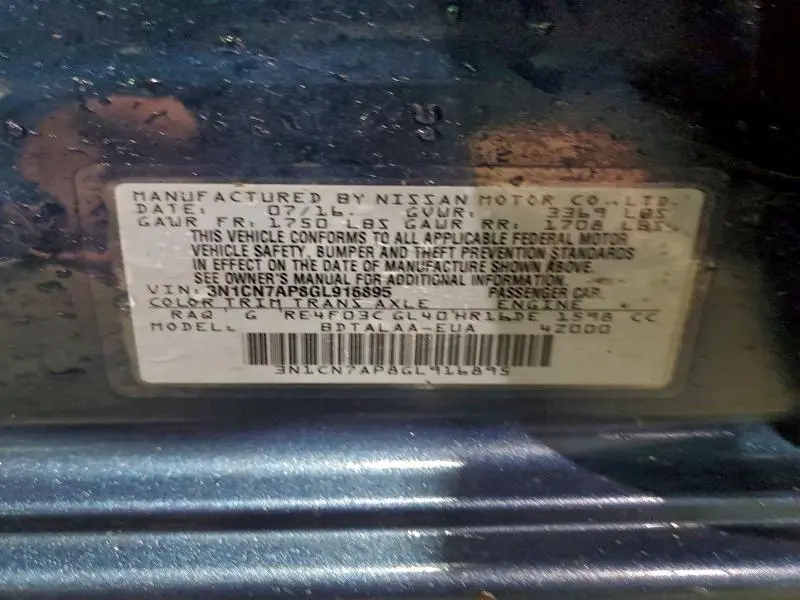 MANUFACTURED BY NISSAN MOTOR CO., LTD.
DATE: 07/16 GVWR: 3369 LBS
GAWR FR: 1750 LBS GAWR RR: 1708 LBS
THIS VEHICLE CONFORMS TO ALL APPLICABLE FEDERAL MOTOR
VEHICLE SAFETY, BUMPER AND THEFT PREVENTION STANDARDS
IN EFFECT ON THE DATE OF MANUFACTURE SHOWN ABOVE.
SEE OWNER'S MANUAL FOR ADDITIONAL INFORMATION.
VIN: 3N1CN7AP8GL916895 PASSENGER CAR
COLOR TRIM TRANS AXLE ENGINE
RAQ G RE4F03C GL40 HR16DE 1598 CC
MODEL: BDTALAA-EUA 42000
3N1CN7AP8GL916895